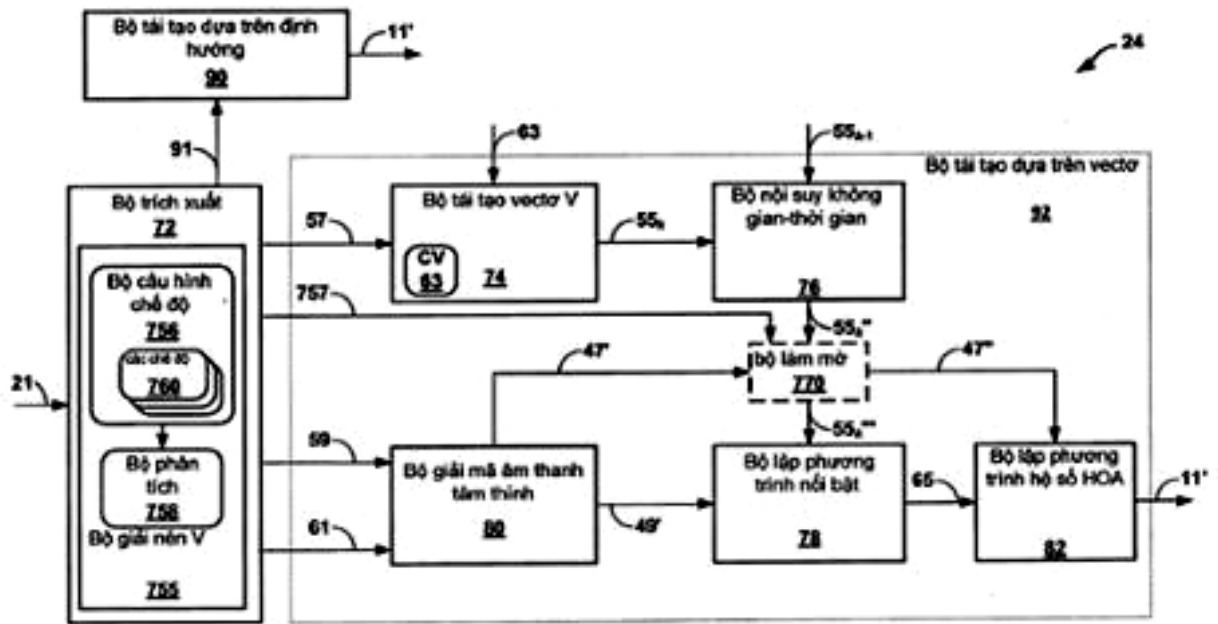 Bộ tái tạo dựa trên định
hướng
90
11'
24
91
63
55k-1
Bộ tái tạo dựa trên vectơ
92
Bộ trích xuất
72
57
Bộ tái tạo vectơ V
CV
63
74
55k
Bộ nội suy không
gian-thời gian
76
Bộ cấu hình
chế độ
756
Các chế độ
760
757
55k''
21
47'
bộ làm mờ
770
47''
59
55k'''
Bộ phân
tích
758
Bộ giải nén V
755
61
Bộ giải mã âm thanh
tâm thính
80
49'
Bộ lập phương
trình nổi bật
78
65
Bộ lập phương
trình hệ số HOA
82
11'